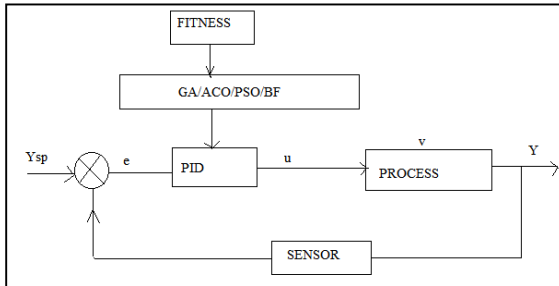 FITNESS
GA/ACO/PSO/BF
Ysp
e
PID
u
v
PROCESS
Y
SENSOR